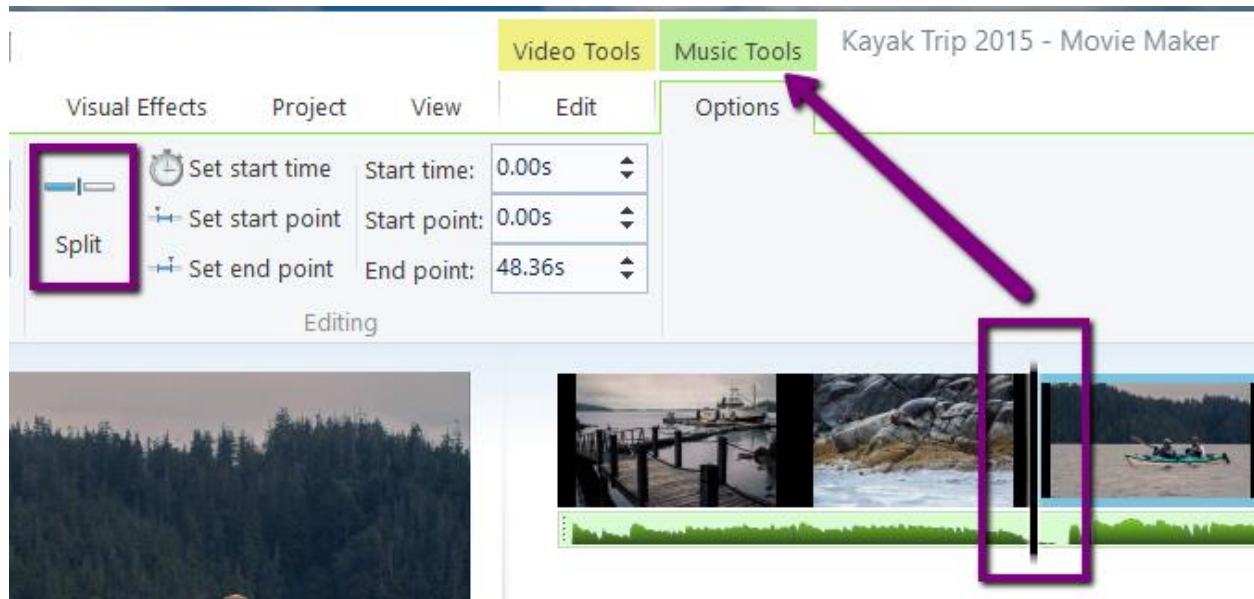 Video Tools Music Tools Kayak Trip 2015 - Movie Maker
Visual Effects Project View Edit Options
Set start time Start time: 0.00s
Set start point Start point: 0.00s
Split
Set end point End point: 48.36s
Editing